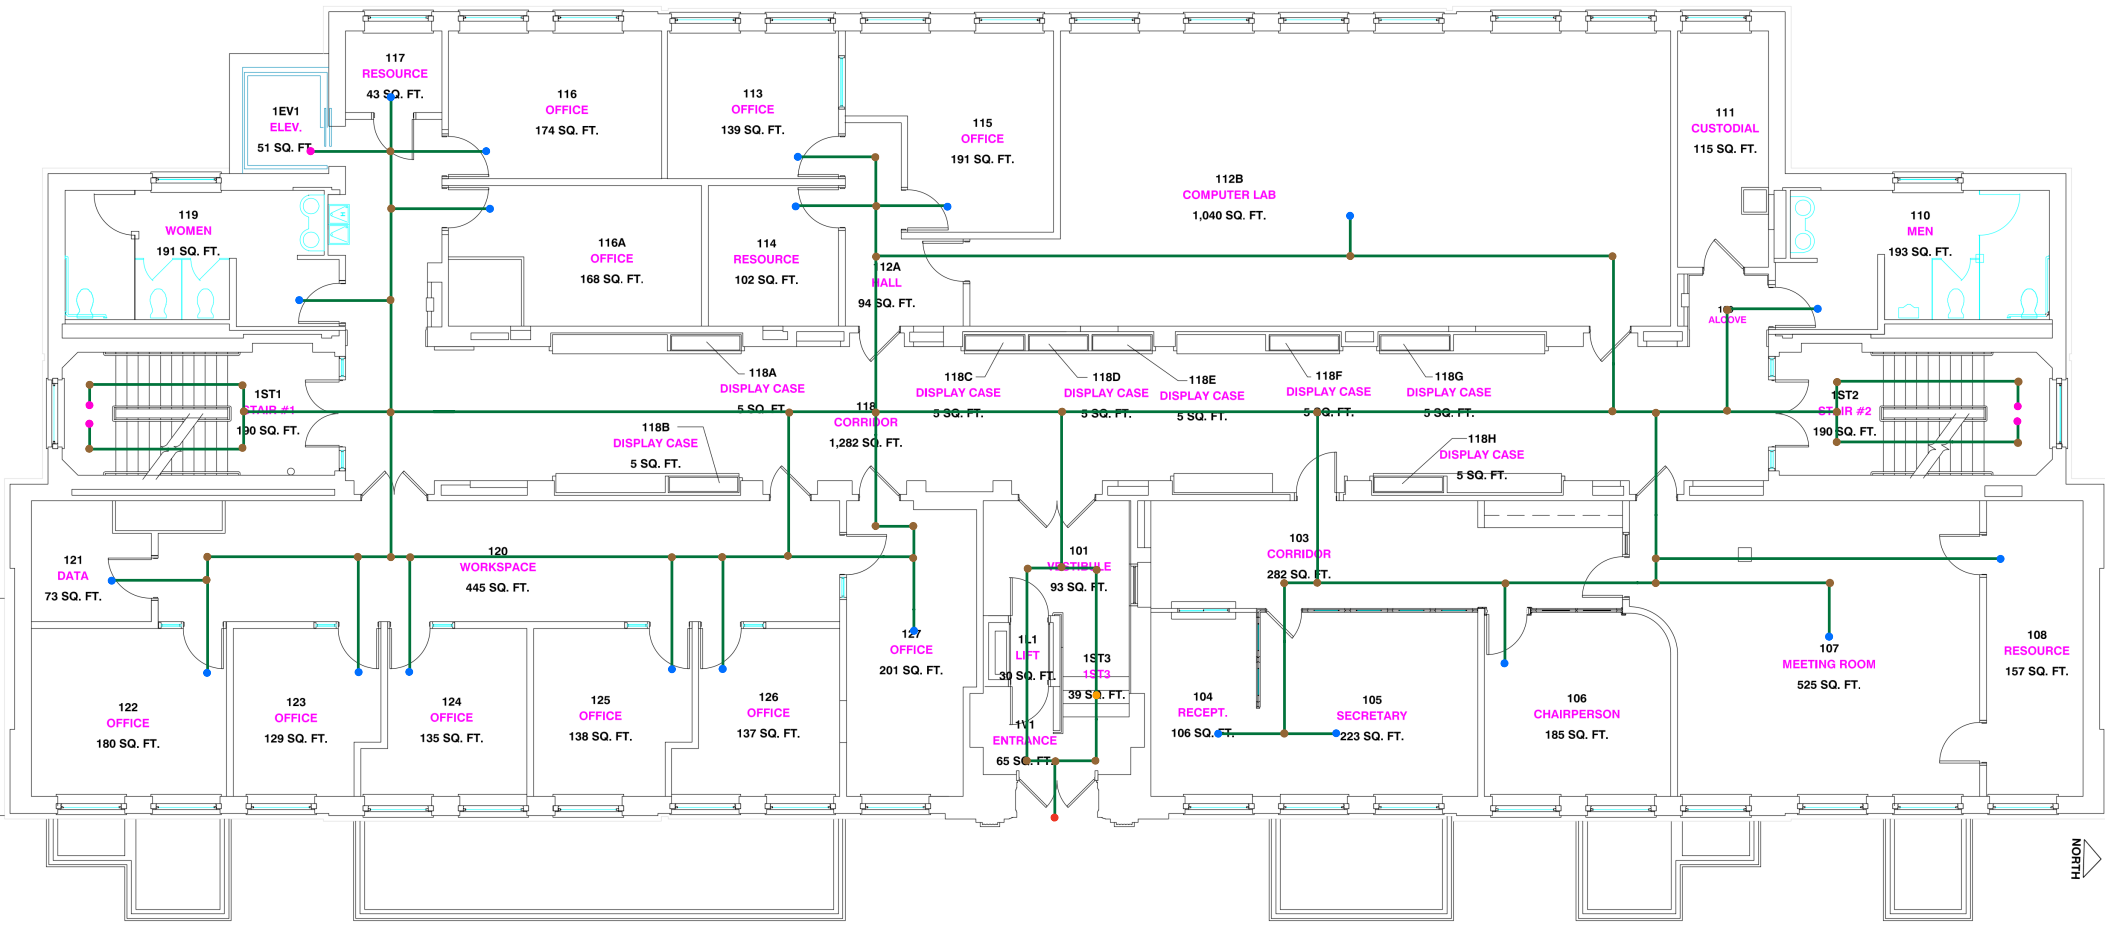 117
RESOURCE
43 SQ. FT.
1EV1
ELEV.
51 SQ. FT.
116
OFFICE
174 SQ. FT.
113
OFFICE
139 SQ. FT.
115
OFFICE
191 SQ. FT.
111
CUSTODIAL
115 SQ. FT.
112B
COMPUTER LAB
1,040 SQ. FT.
119
WOMEN
191 SQ. FT.
116A
OFFICE
168 SQ. FT.
114
RESOURCE
102 SQ. FT.
112A
HALL
94 SQ. FT.
110
MEN
193 SQ. FT.
ALCOVE
1ST1
STAIR #1
190 SQ. FT.
118A
DISPLAY CASE
5 SQ. FT.
118B
DISPLAY CASE
5 SQ. FT.
118
CORRIDOR
1,282 SQ. FT.
118C
DISPLAY CASE
5 SQ. FT.
118D
DISPLAY CASE
5 SQ. FT.
118E
DISPLAY CASE
5 SQ. FT.
118F
DISPLAY CASE
5 SQ. FT.
118G
DISPLAY CASE
5 SQ. FT.
118H
DISPLAY CASE
5 SQ. FT.
1ST2
STAIR #2
190 SQ. FT.
121
DATA
73 SQ. FT.
120
WORKSPACE
445 SQ. FT.
101
VESTIBULE
93 SQ. FT.
103
CORRIDOR
282 SQ. FT.
122
OFFICE
180 SQ. FT.
123
OFFICE
129 SQ. FT.
124
OFFICE
135 SQ. FT.
125
OFFICE
138 SQ. FT.
126
OFFICE
137 SQ. FT.
127
OFFICE
201 SQ. FT.
1L1
LIFT
30 SQ. FT.
1ST3
1ST3
39 SQ. FT.
1V1
ENTRANCE
65 SQ. FT.
104
RECEPT.
106 SQ. FT.
105
SECRETARY
223 SQ. FT.
106
CHAIRPERSON
185 SQ. FT.
107
MEETING ROOM
525 SQ. FT.
108
RESOURCE
157 SQ. FT.
NORTH